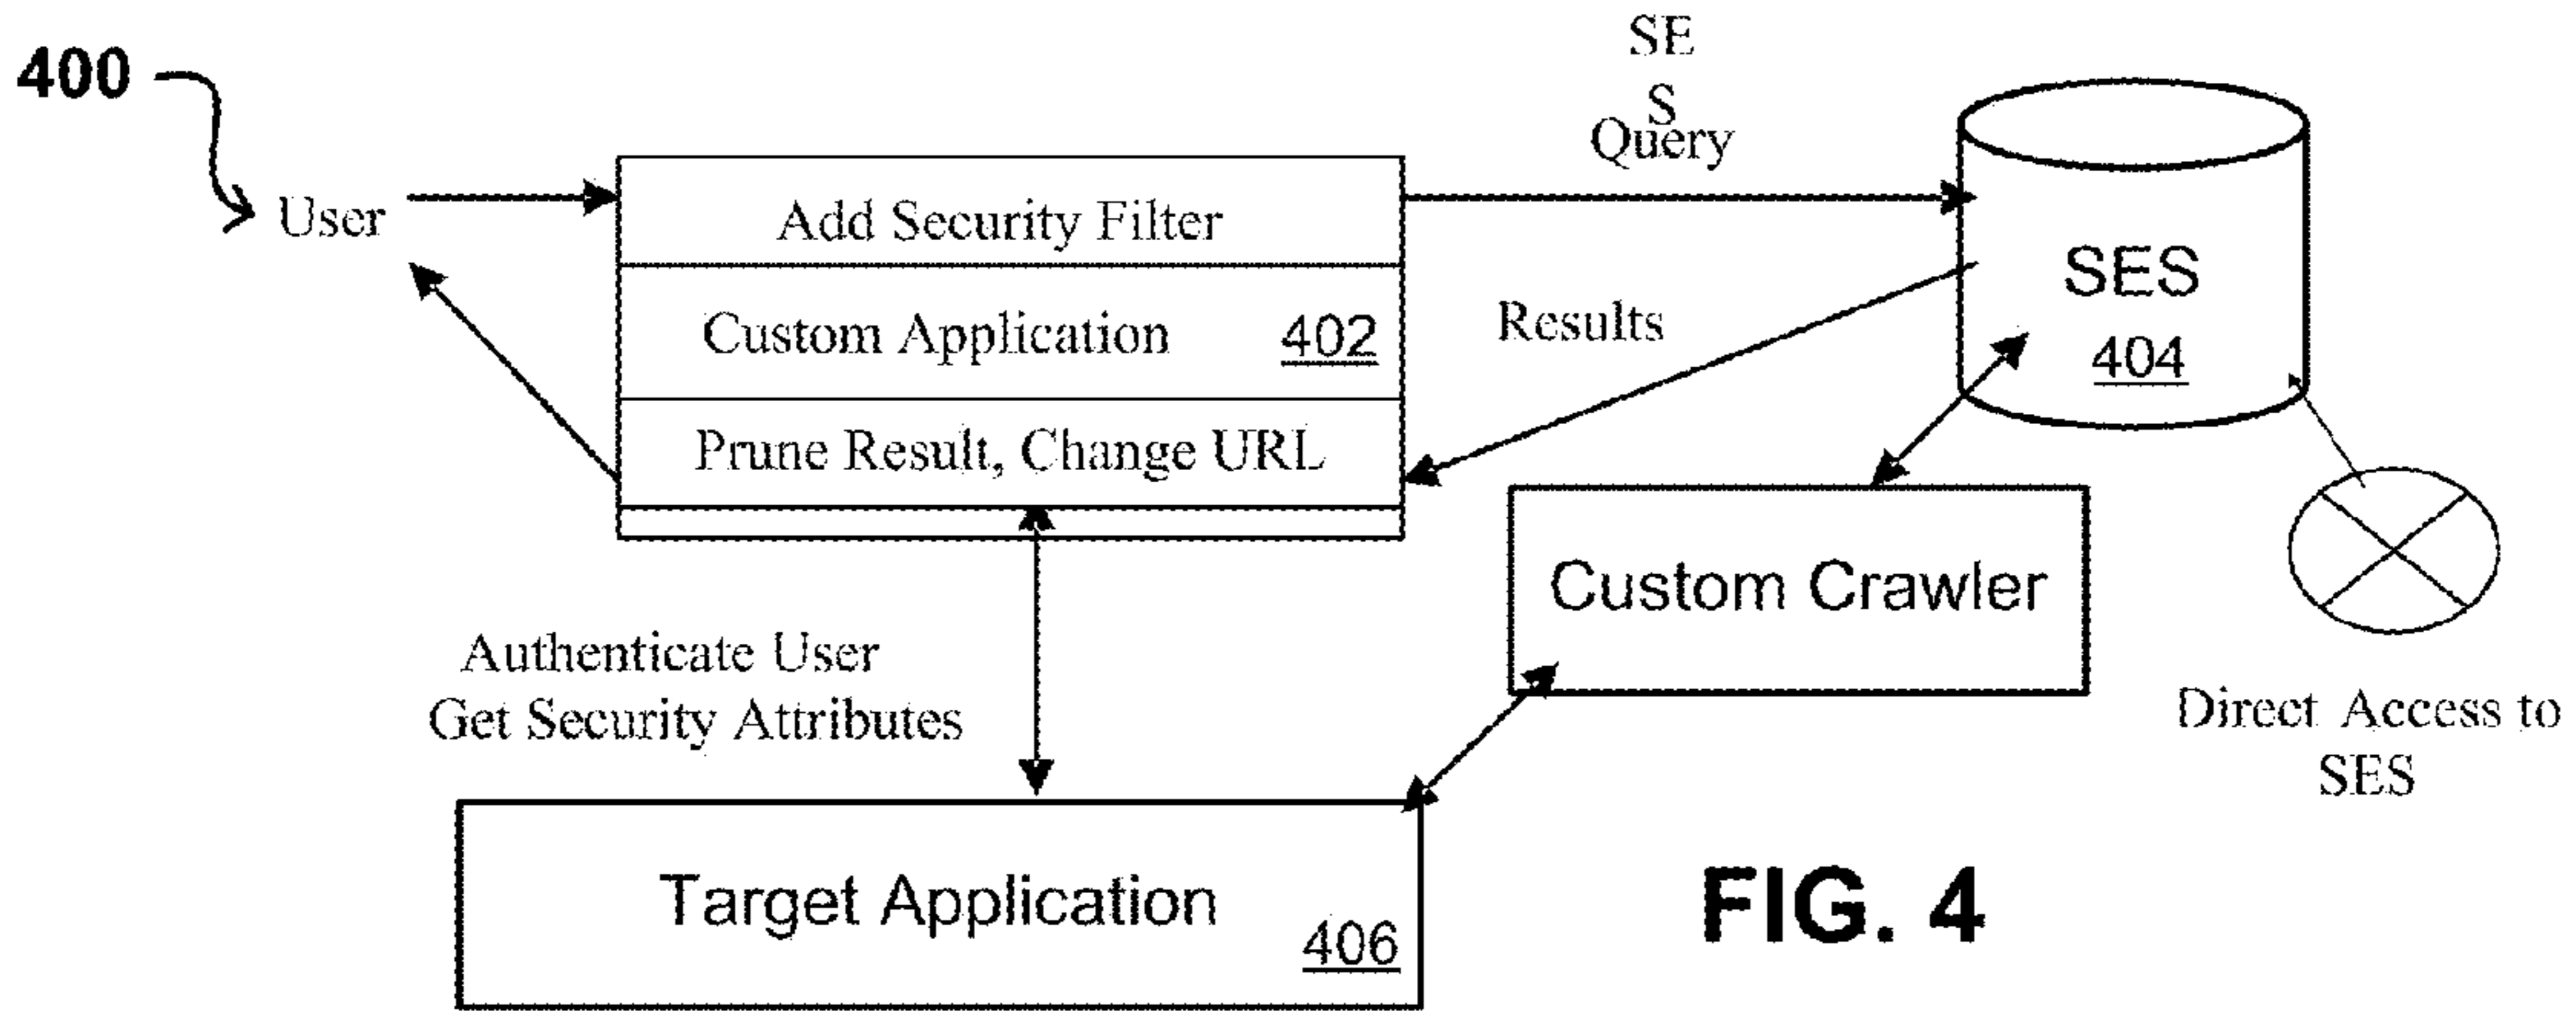 400
SE
S
Query
User
Add Security Filter
Custom Application 402
Prune Result, Change URL
Results
SES
404
Custom Crawler
Authenticate User
Get Security Attributes
Direct Access to
SES
Target Application
406
FIG. 4